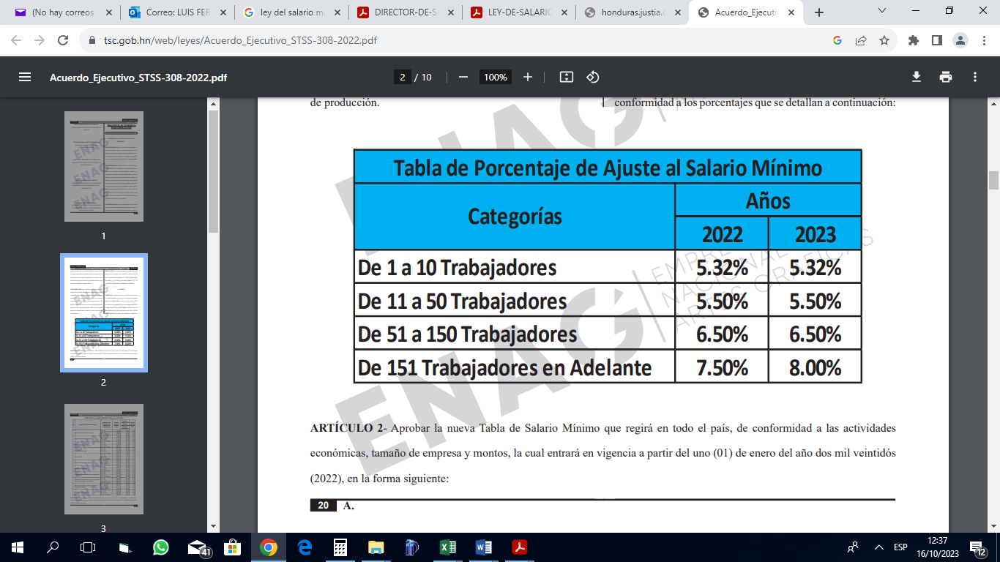 (No hay correos
Correo: LUIS FER
ley del salario m
DIRECTOR-DE-S
LEY-DE-SALARIO
honduras.justia.c
Acuerdo_Ejecuti
tsc.gob.hn/web/leyes/Acuerdo_Ejecutivo_STSS-308-2022.pdf
Acuerdo_Ejecutivo_STSS-308-2022.pdf
2 / 10
100%
de producción.
conformidad a los porcentajes que se detallan a continuación:
Tabla de Porcentaje de Ajuste al Salario Mínimo
Categorías
Años
2022
2023
De 1 a 10 Trabajadores 5.32% 5.32%
De 11 a 50 Trabajadores 5.50% 5.50%
De 51 a 150 Trabajadores 6.50% 6.50%
De 151 Trabajadores en Adelante 7.50% 8.00%
ENAG
ENAG
EMPRE
NACIONAL
ARTES GRÁFICAS
ARTÍCULO 2- Aprobar la nueva Tabla de Salario Mínimo que regirá en todo el país, de conformidad a las actividades
económicas, tamaño de empresa y montos, la cual entrará en vigencia a partir del uno (01) de enero del año dos mil veintidós
(2022), en la forma siguiente:
20 A.
1
2
3
41
ESP
12:37
16/10/2023
12